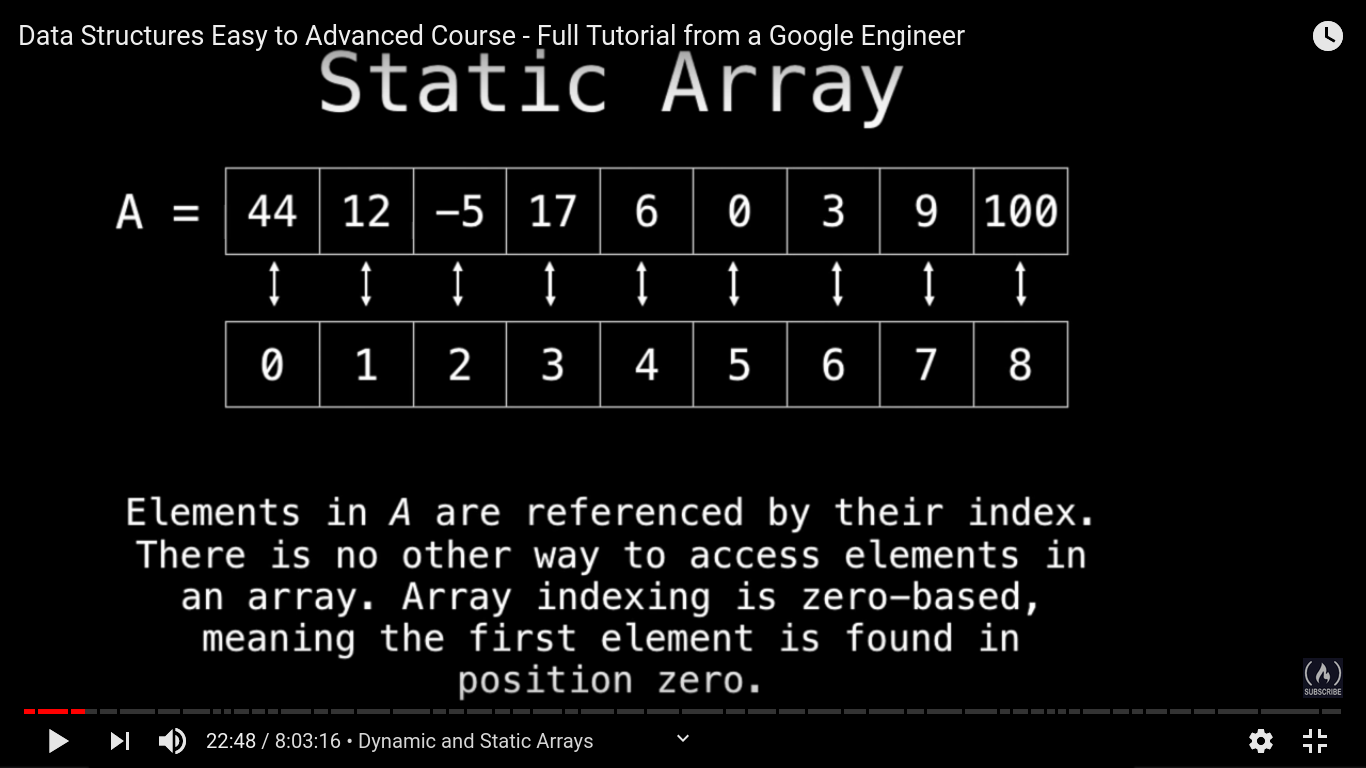 Data Structures Easy to Advanced Course - Full Tutorial from a Google Engineer
Static Array
A = 44 12 −5 17 6 0 3 9 100
0 1 2 3 4 5 6 7 8
Elements in A are referenced by their index.
There is no other way to access elements in
an array. Array indexing is zero−based,
meaning the first element is found in
position zero.
SUBSCRIBE
22:48 / 8:03:16 • Dynamic and Static Arrays